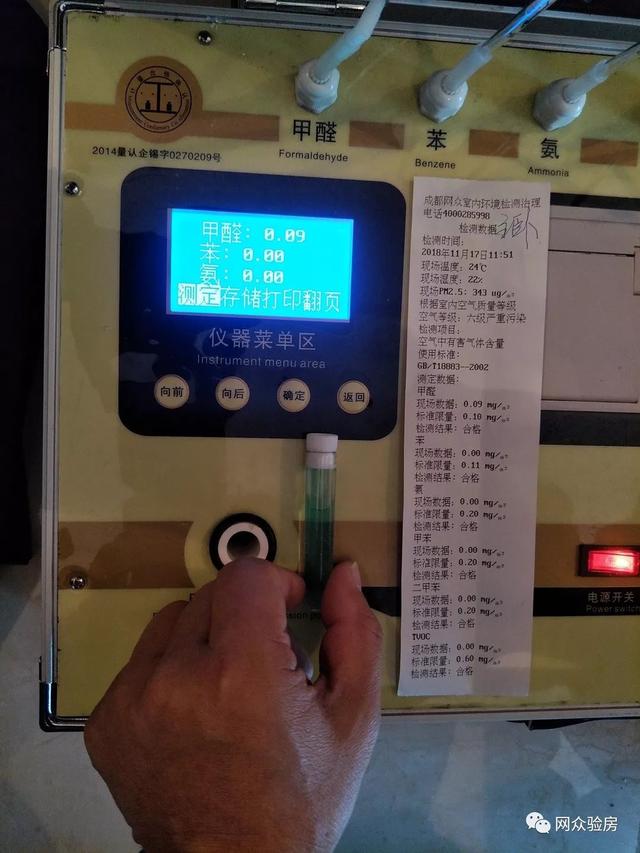 甲醛
Formaldehyde
苯
Benzene
氨
Ammonia
2014量认企锡字0270209号
甲醛: 0.09
苯: 0.00
氨: 0.00
测定存储打印翻页
仪器菜单区
Instrument menu area
向前
向后
确定
返回
成都网众室内环境检测治理
电话4000285998
检测数据
主卧
检测时间:
2018年11月17日11:51
现场温度: 24℃
现场湿度: 22%
现场PM2.5: 343 ug/m³
根据室内空气质量等级
空气等级: 六级严重污染
检测项目:
空气中有害气体含量
使用标准:
GB/T18883--2002
测定数据:
甲醛
现场数据: 0.09 mg/m³
标准限量: 0.10 mg/m³
检测结果: 合格
苯
现场数据: 0.00 mg/m³
标准限量: 0.11 mg/m³
检测结果: 合格
氨
现场数据: 0.00 mg/m³
标准限量: 0.20 mg/m³
检测结果: 合格
甲苯
现场数据: 0.00 mg/m³
标准限量: 0.20 mg/m³
检测结果: 合格
二甲苯
现场数据: 0.00 mg/m³
标准限量: 0.20 mg/m³
检测结果: 合格
TVOC
现场数据: 0.00 mg/m³
标准限量: 0.60 mg/m³
检测结果: 合格
电源开关
Power switch
网众验房